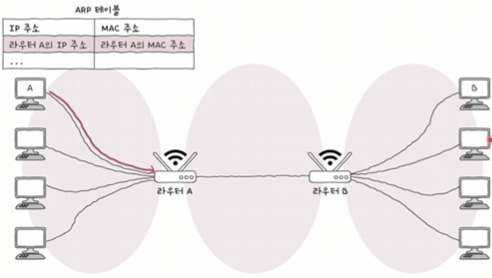 ARP 테이블
IP 주소 MAC 주소
라우터 A의 IP 주소 라우터 A의 MAC 주소
...
A
B
라우터 A
라우터 B